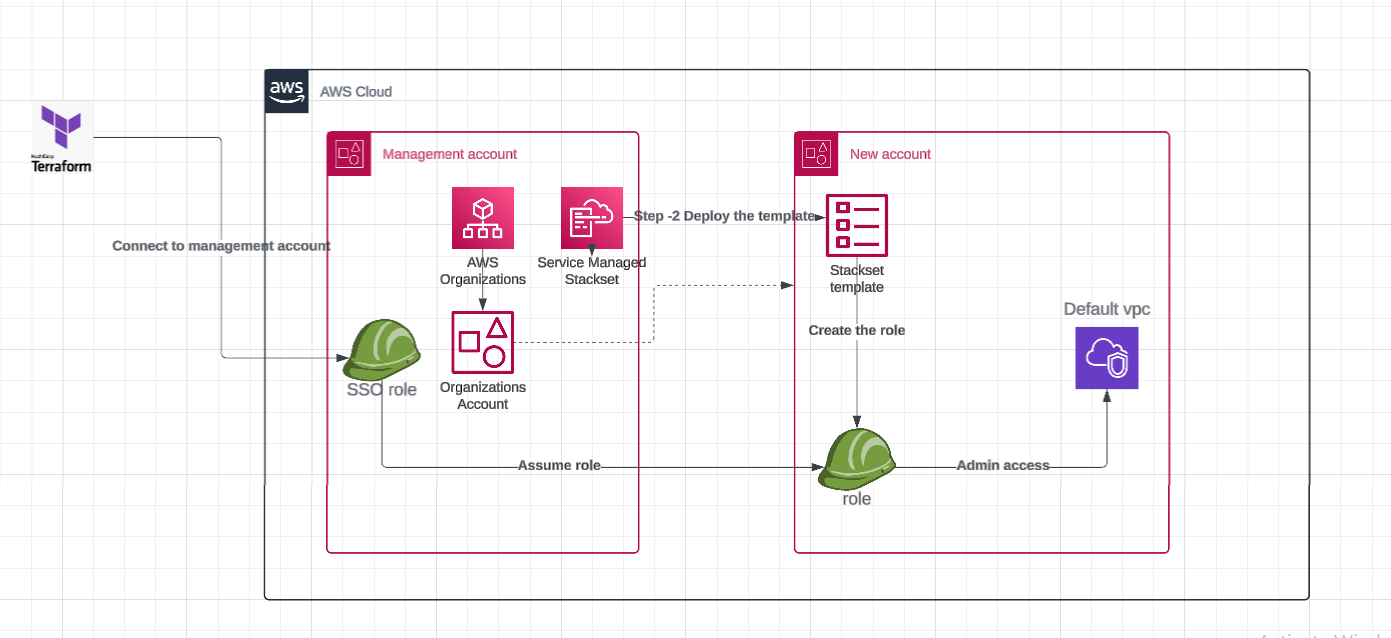 aws
AWS Cloud
HashiCorp
Terraform
Management account
New account
Step -2 Deploy the template
Connect to management account
AWS
Organizations
Service Managed
Stackset
Stackset
template
Default vpc
Create the role
SSO role
Organizations
Account
Assume role
Admin access
role